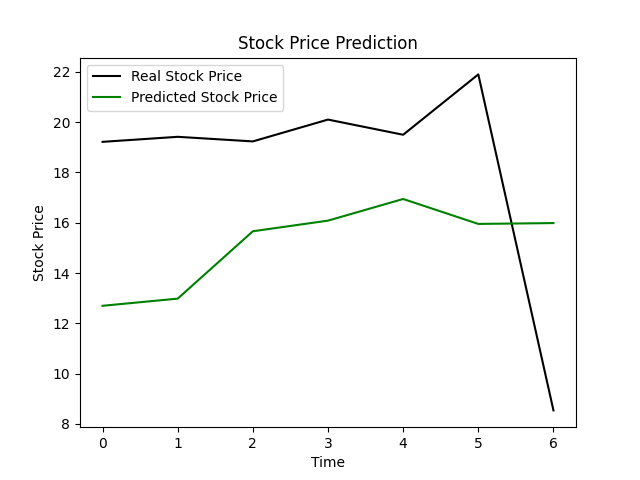 Stock Price Prediction
Real Stock Price
Predicted Stock Price
Stock Price
22
20
18
16
14
12
10
8
0 1 2 3 4 5 6
Time